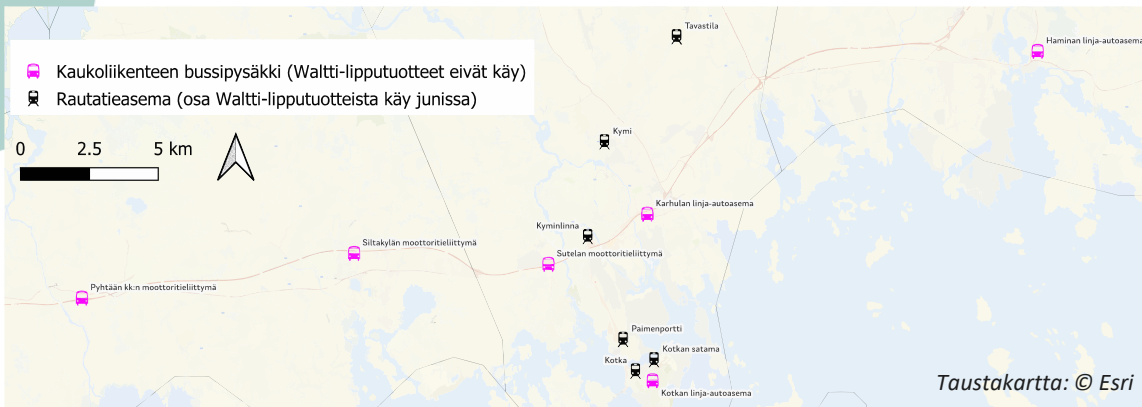 Tavastila
Haminan linja-autoasema
Kaukoliikenteen bussipysäkki (Waltti-lipputuotteet eivät käy)
Rautatieasema (osa Waltti-lipputuotteista käy junissa)
0 2.5 5 km
Kymi
Karhulan linja-autoasema
Kyminlinna
Siltakylän moottoritieliittymä
Sutelan moottoritieliittymä
Pyhtään kk:n moottoritieliittymä
Paimenportti
Kotkan satama
Kotka
Kotkan linja-autoasema
Taustakartta: © Esri